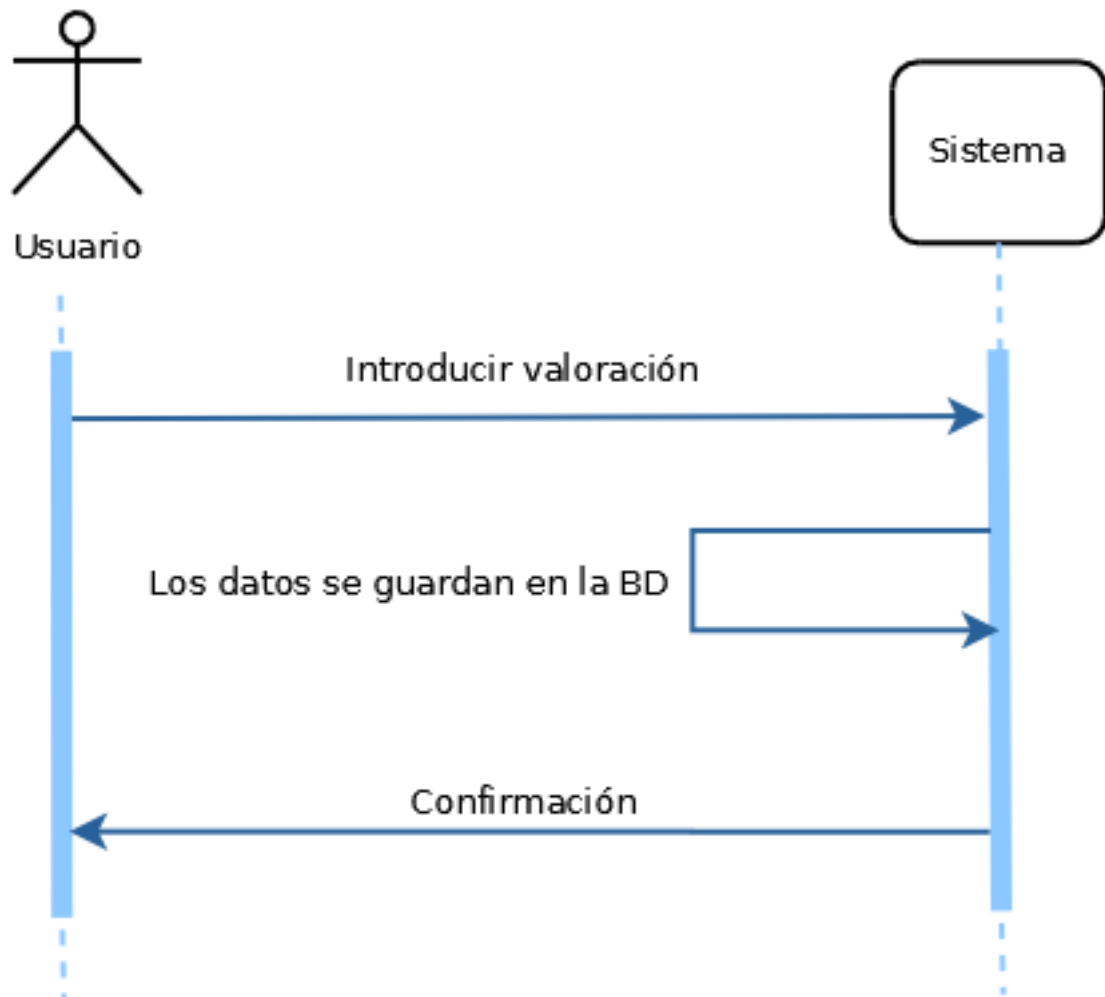 Sistema
Usuario
Introducir valoración
Los datos se guardan en la BD
Confirmación